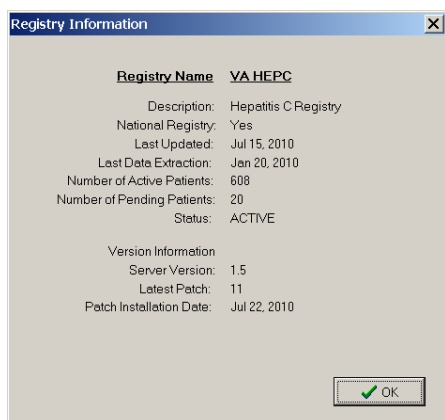 Registry Information
Registry Name VA HEPC
Description: Hepatitis C Registry
National Registry: Yes
Last Updated: Jul 15, 2010
Last Data Extraction: Jan 20, 2010
Number of Active Patients: 608
Number of Pending Patients: 20
Status: ACTIVE
Version Information
Server Version: 1.5
Latest Patch: 11
Patch Installation Date: Jul 22, 2010
OK